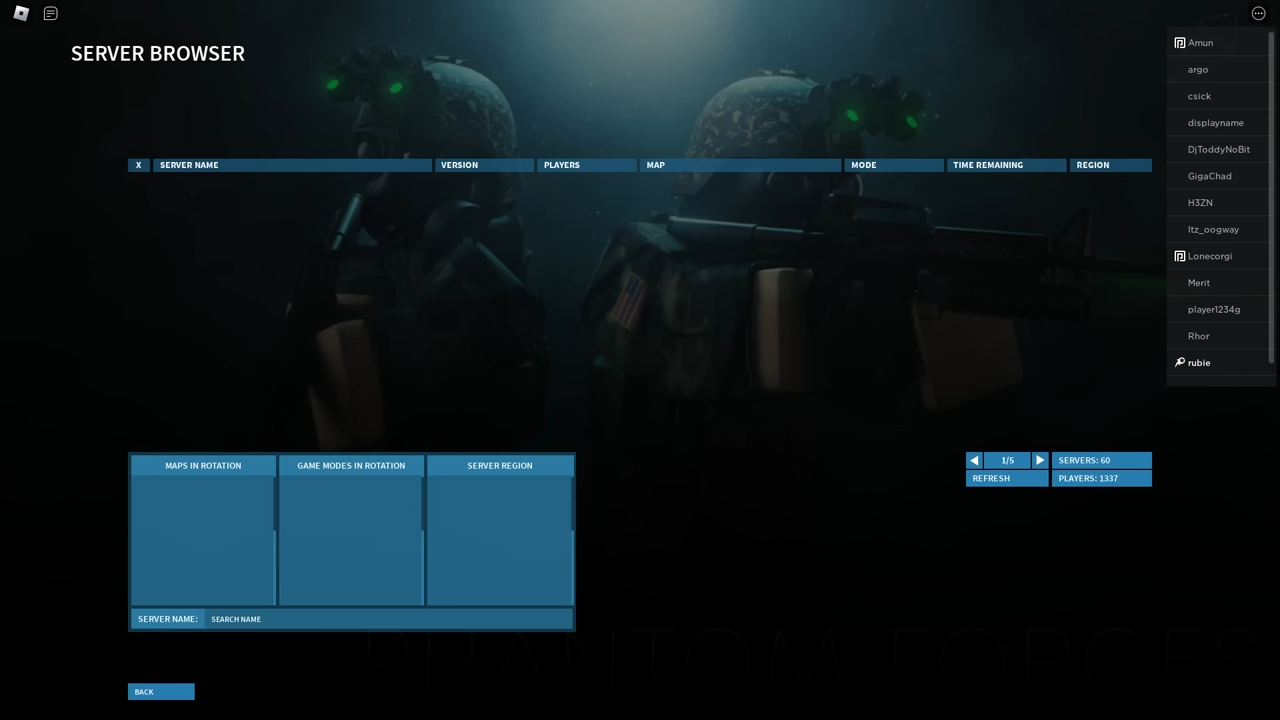 SERVER BROWSER
X SERVER NAME VERSION PLAYERS MAP MODE TIME REMAINING REGION
Amun
argo
csick
displayname
DjToddyNoBit
GigaChad
H3ZN
Itz_oogway
Lonecorgi
Merit
player1234g
Rhor
rubie
MAPS IN ROTATION GAME MODES IN ROTATION SERVER REGION
SERVER NAME: SEARCH NAME
1/5 SERVERS: 60
REFRESH PLAYERS: 1337
PHANTOM FORCES
BACK